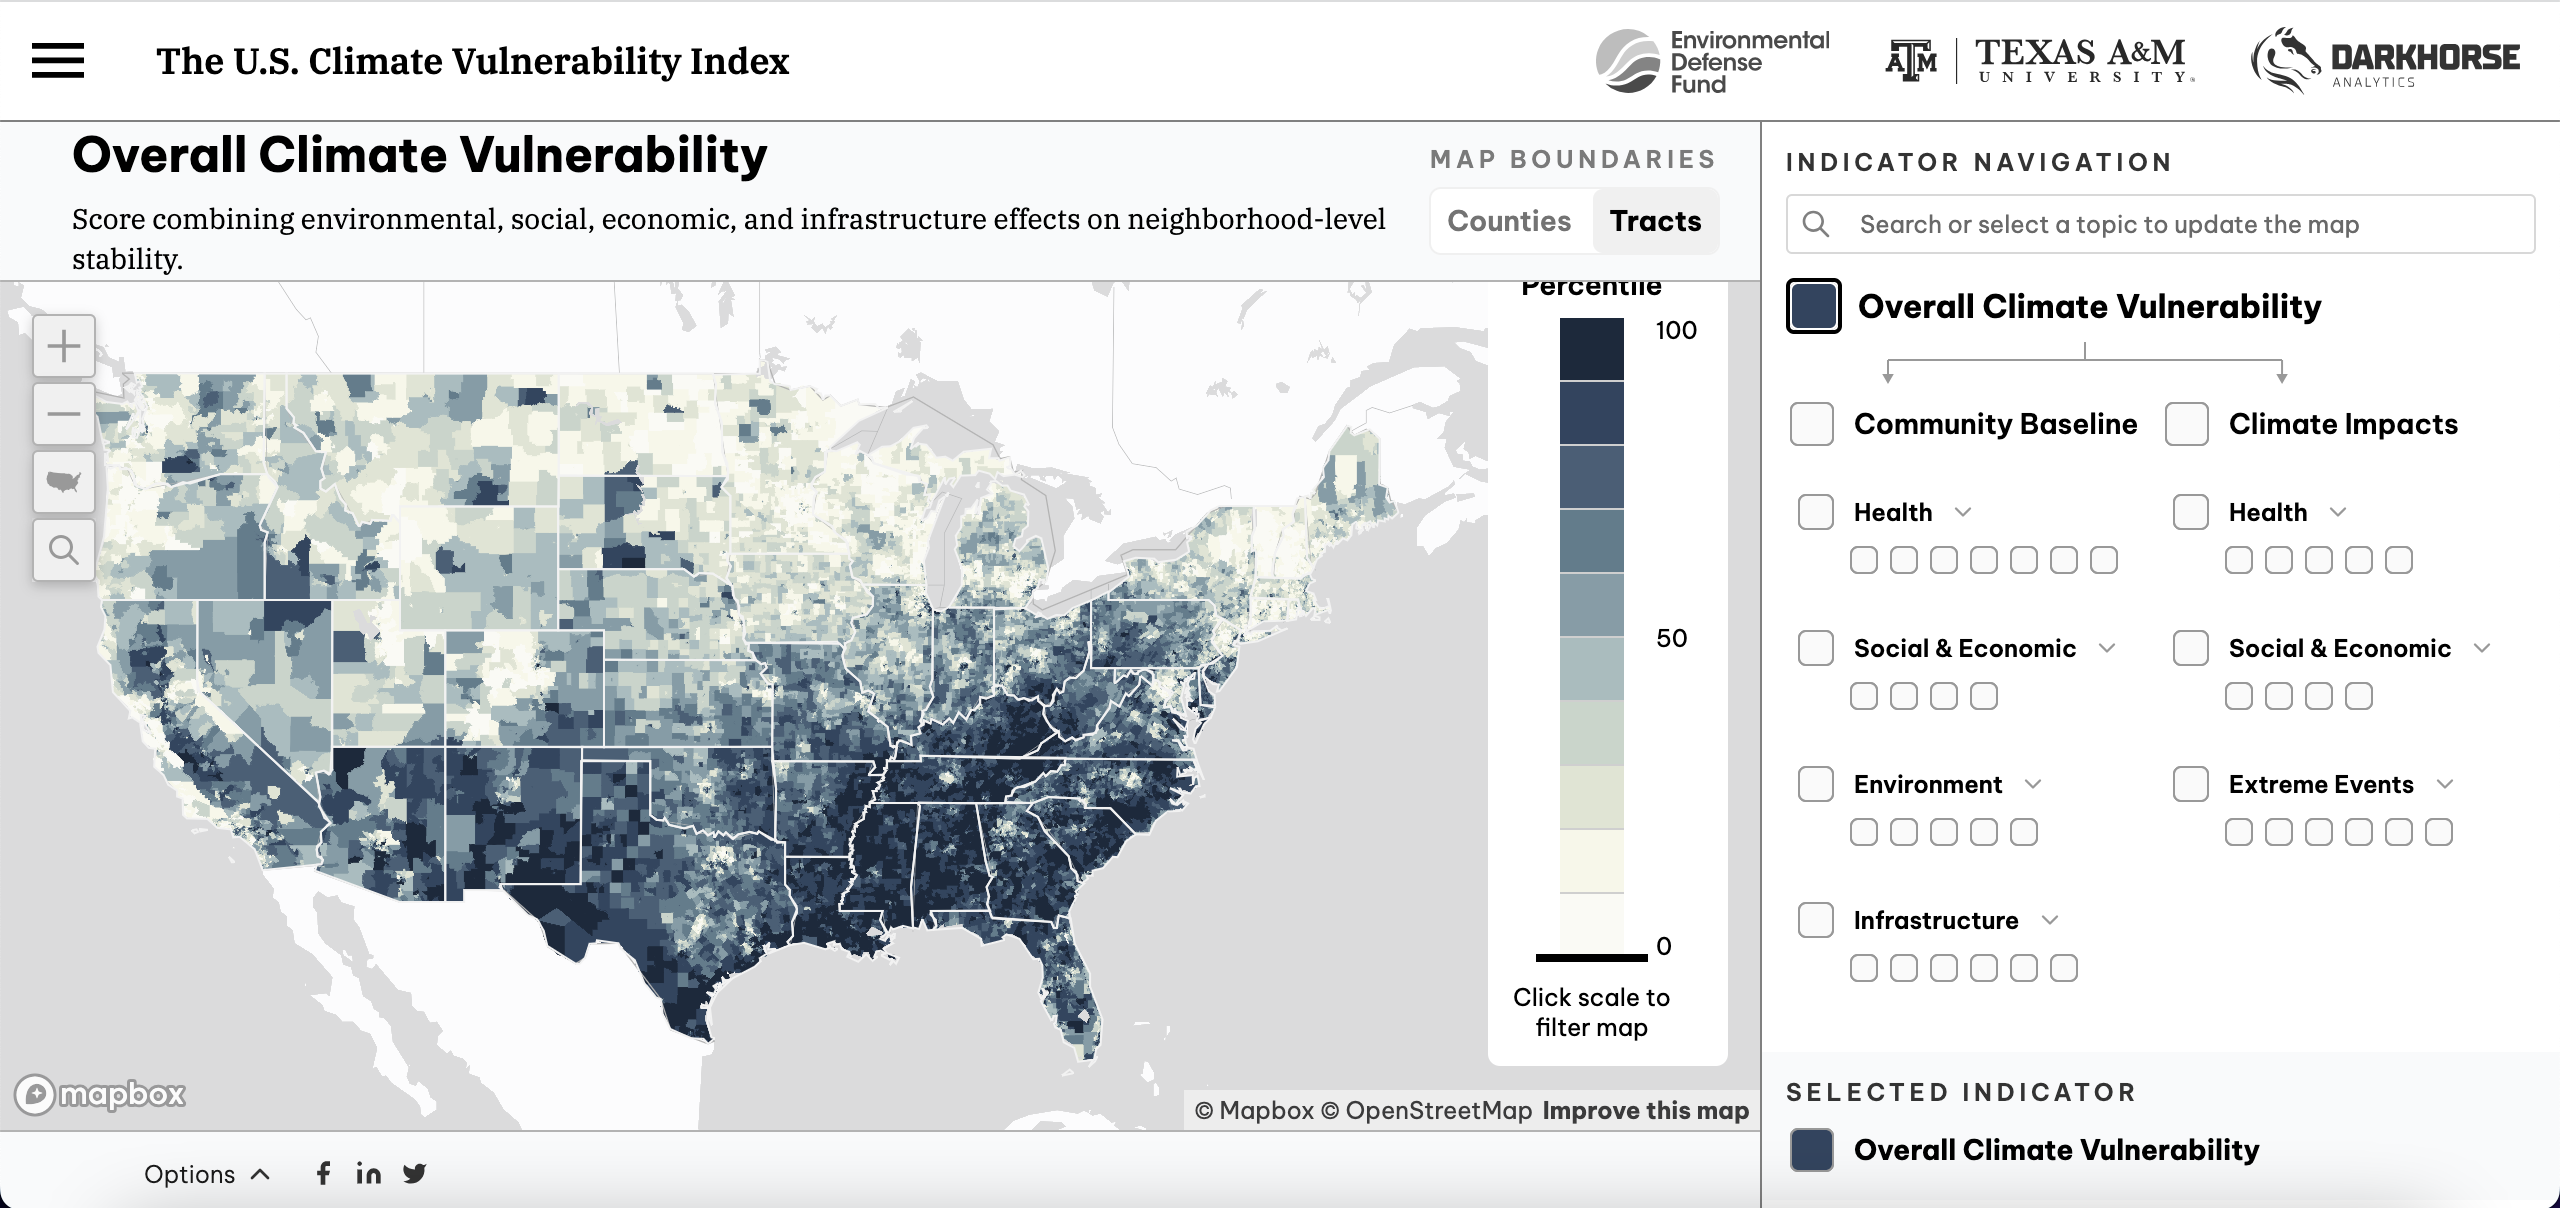 The U.S. Climate Vulnerability Index
Environmental
Defense
Fund
ATM
TEXAS A&M
UNIVERSITY
DARKHORSE
ANALYTICS
Overall Climate Vulnerability
Score combining environmental, social, economic, and infrastructure effects on neighborhood-level
stability.
MAP BOUNDARIES
Counties Tracts
Percentile
100
50
0
Click scale to
filter map
mapbox
© Mapbox © OpenStreetMap Improve this map
Options
INDICATOR NAVIGATION
Search or select a topic to update the map
Overall Climate Vulnerability
Community Baseline Climate Impacts
Health Health
Social & Economic Social & Economic
Environment Extreme Events
Infrastructure
SELECTED INDICATOR
Overall Climate Vulnerability